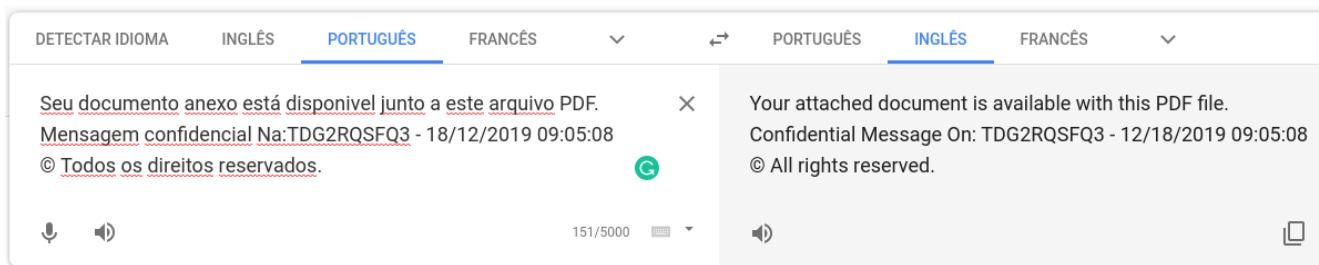 DETECTAR IDIOMA INGLÊS PORTUGUÊS FRANCÊS PORTUGUÊS INGLÊS FRANCÊS
Seu documento anexo está disponivel junto a este arquivo PDF.
Mensagem confidencial Na:TDG2RQSFQ3 - 18/12/2019 09:05:08
© Todos os direitos reservados.
151/5000
Your attached document is available with this PDF file.
Confidential Message On: TDG2RQSFQ3 - 12/18/2019 09:05:08
© All rights reserved.